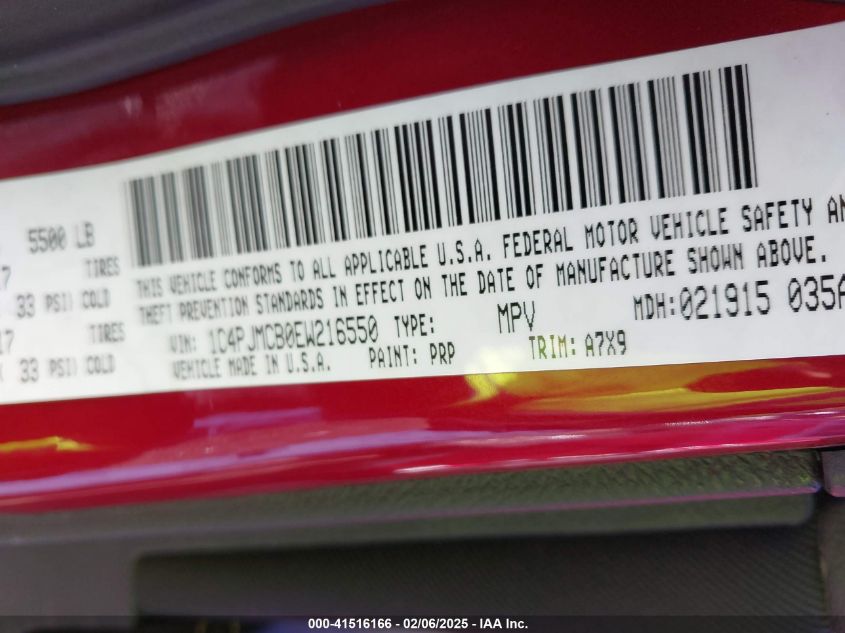 5500 LB
TIRES
33 PSI) COLD
17
33 PSI) COLD
THIS VEHICLE CONFORMS TO ALL APPLICABLE U.S.A. FEDERAL MOTOR VEHICLE SAFETY AN
THEFT PREVENTION STANDARDS IN EFFECT ON THE DATE OF MANUFACTURE SHOWN ABOVE.
VIN: 1C4PJMCB0EW216550 TYPE: MPV MDH:021915 035A
VEHICLE MADE IN U.S.A. PAINT: PRP TRIM: A7X9
000-41516166 - 02/06/2025 - IAA Inc.